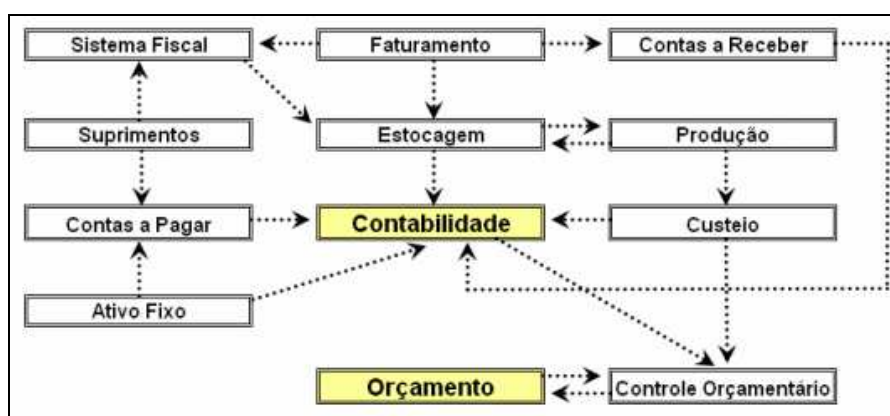 Sistema Fiscal
Faturamento
Contas a Receber
Suprimentos
Estocagem
Produção
Contas a Pagar
Contabilidade
Custeio
Ativo Fixo
Orçamento
Controle Orçamentário